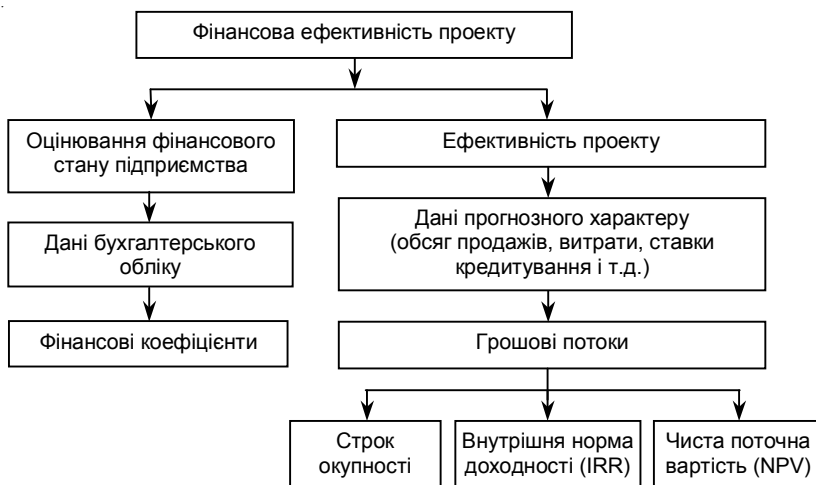 Фінансова ефективність проекту
Оцінювання фінансового
стану підприємства
Ефективність проекту
Дані бухгалтерського
обліку
Дані прогнозного характеру
(обсяг продажів, витрати, ставки
кредитування і т.д.)
Фінансові коефіцієнти
Грошові потоки
Строк
окупності
Внутрішня норма
доходності (IRR)
Чиста поточна
вартість (NPV)